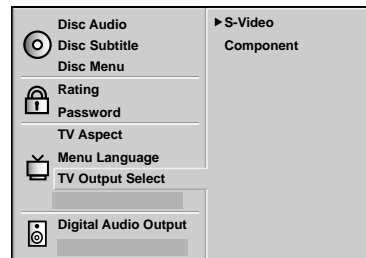 Disc Audio
Disc Subtitle
Disc Menu
Rating
Password
TV Aspect
Menu Language
TV Output Select
Digital Audio Output
S-Video
Component